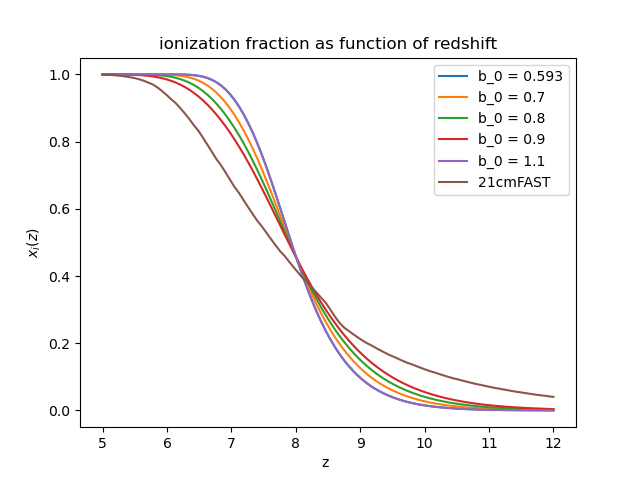 ionization fraction as function of redshift
b_0 = 0.593
b_0 = 0.7
b_0 = 0.8
b_0 = 0.9
b_0 = 1.1
21cmFAST
1.0
0.8
0.6
0.4
0.2
0.0
x_i(z)
5 6 7 8 9 10 11 12
z